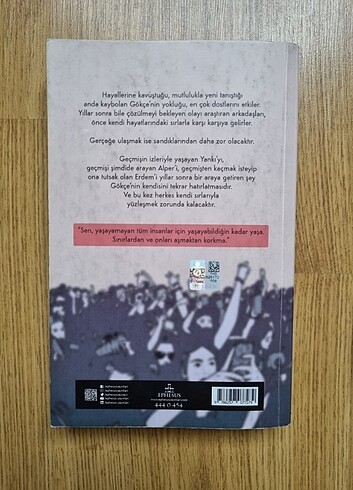 Hayallerine kavuştuğu, mutlulukla yeni tanıştığı
anda kaybolan Gökçe'nin yokluğu, en çok dostlarını etkiler.
Yıllar sonra bile çözülmeyi bekleyen olayı araştıran arkadaşları,
önce kendi hayatlarındaki sırlarla karşı karşıya gelirler.
Gerçeğe ulaşmak ise sandıklarından daha zor olacaktır.
Geçmişin izleriyle yaşayan Yankı'yı,
geçmişi şimdide arayan Alper'i, geçmişten kaçmak isteyip
ona tutsak olan Erdem'i yıllar sonra bir araya getiren şey
Gökçe'nin kendisini tekrar hatırlatmasıdır.
Ve bu kez herkes kendi sırlarıyla
yüzleşmek zorunda kalacaktır.
"Sen, yaşayamayan tüm insanlar için yaşayabildiğin kadar yaşa.
Sınırlardan ve onları aşmaktan korkma."
EPHESUS
444 0 454